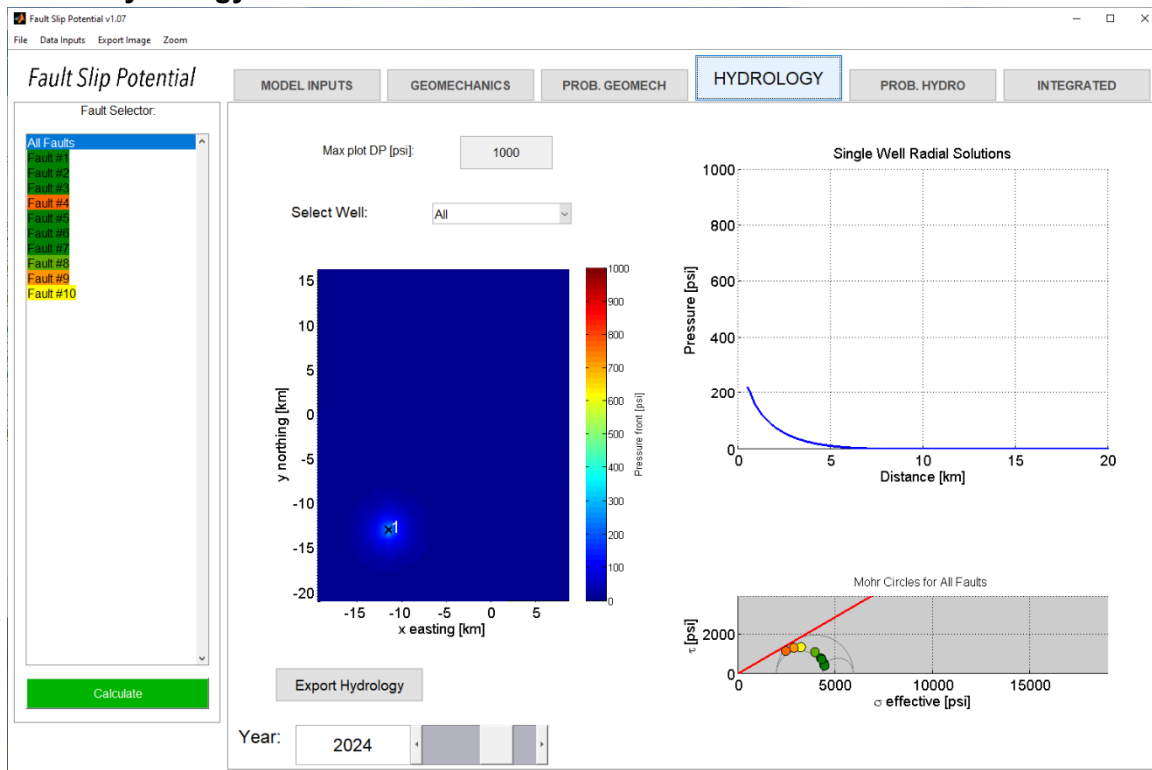 Fault Slip Potential v1.07
File Data Inputs Export Image Zoom
Fault Slip Potential
MODEL INPUTS GEOMECHANICS PROB. GEOMECH HYDROLOGY PROB. HYDRO INTEGRATED
Fault Selector:
All Faults
Fault #1
Fault #2
Fault #3
Fault #4
Fault #5
Fault #6
Fault #7
Fault #8
Fault #9
Fault #10
Calculate
Max plot DP [psi]: 1000
Select Well: All
15
10
5
0
-5
-10
-15
-20
y northing [km]
1
-15 -10 -5 0 5
x easting [km]
1000
900
800
700
600
500
400
300
200
100
0
Pressure front [psi]
Export Hydrology
Year: 2024
Single Well Radial Solutions
1000
800
600
400
200
0
Pressure [psi]
0 5 10 15 20
Distance [km]
Mohr Circles for All Faults
2000
0
τ [psi]
0 5000 10000 15000
σ effective [psi]